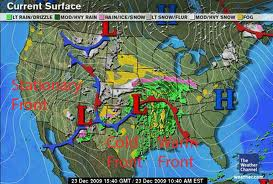 Current Surface
LT RAIN/DRIZZLE MOD/HVY RAIN RAIN/ICE/SNOW LT SNOW/FLUR MOD/HVY SNOW FOG
Stationary
Front
L
L
L
H
H
Cold
Front
Warm
Front
The
Weather
Channel
23 Dec 2009 15:40 GMT / 23 Dec 2009 10:40 AM EST